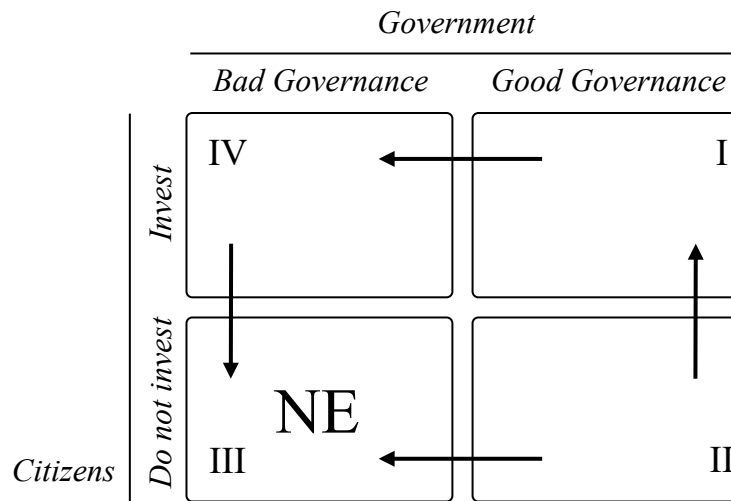 Government
Bad Governance
Good Governance
Invest
IV
I
Do not invest
NE
III
II
Citizens